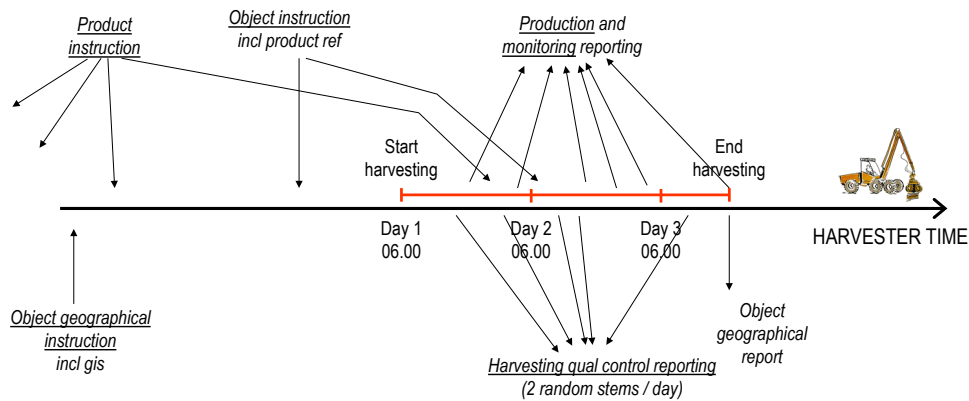 Product
instruction
Object instruction
incl product ref
Production and
monitoring reporting
Start
harvesting
End
harvesting
Day 1
06.00
Day 2
06.00
Day 3
06.00
HARVESTER TIME
Object geographical
instruction
incl gis
Harvesting qual control reporting
(2 random stems / day)
Object
geographical
report